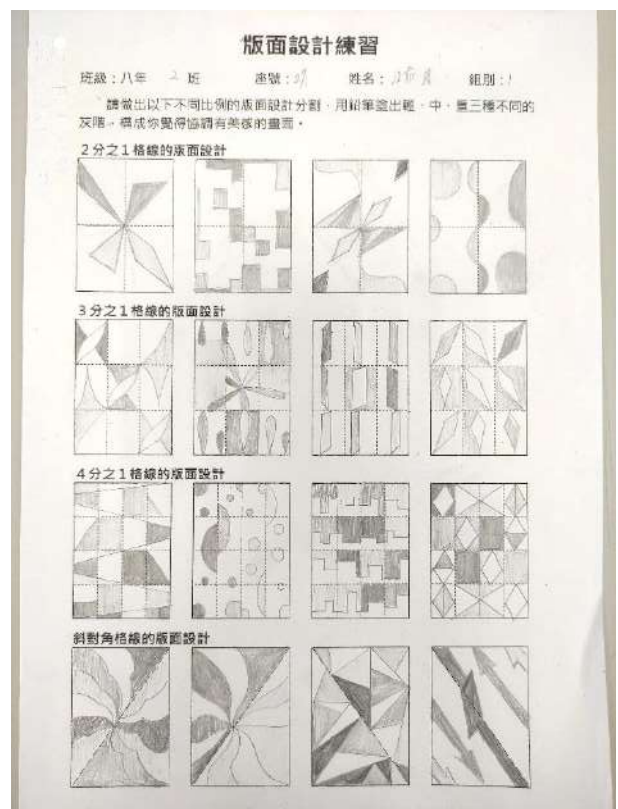 版面設計練習
班級：八年 2 班 座號：27 姓名： 組別：1
請做出以下不同比例的版面設計分割，用鉛筆塗出輕、中、重三種不同的
灰階，構成你覺得協調有美感的畫面。
2分之1格線的版面設計
3分之1格線的版面設計
4分之1格線的版面設計
斜對角格線的版面設計